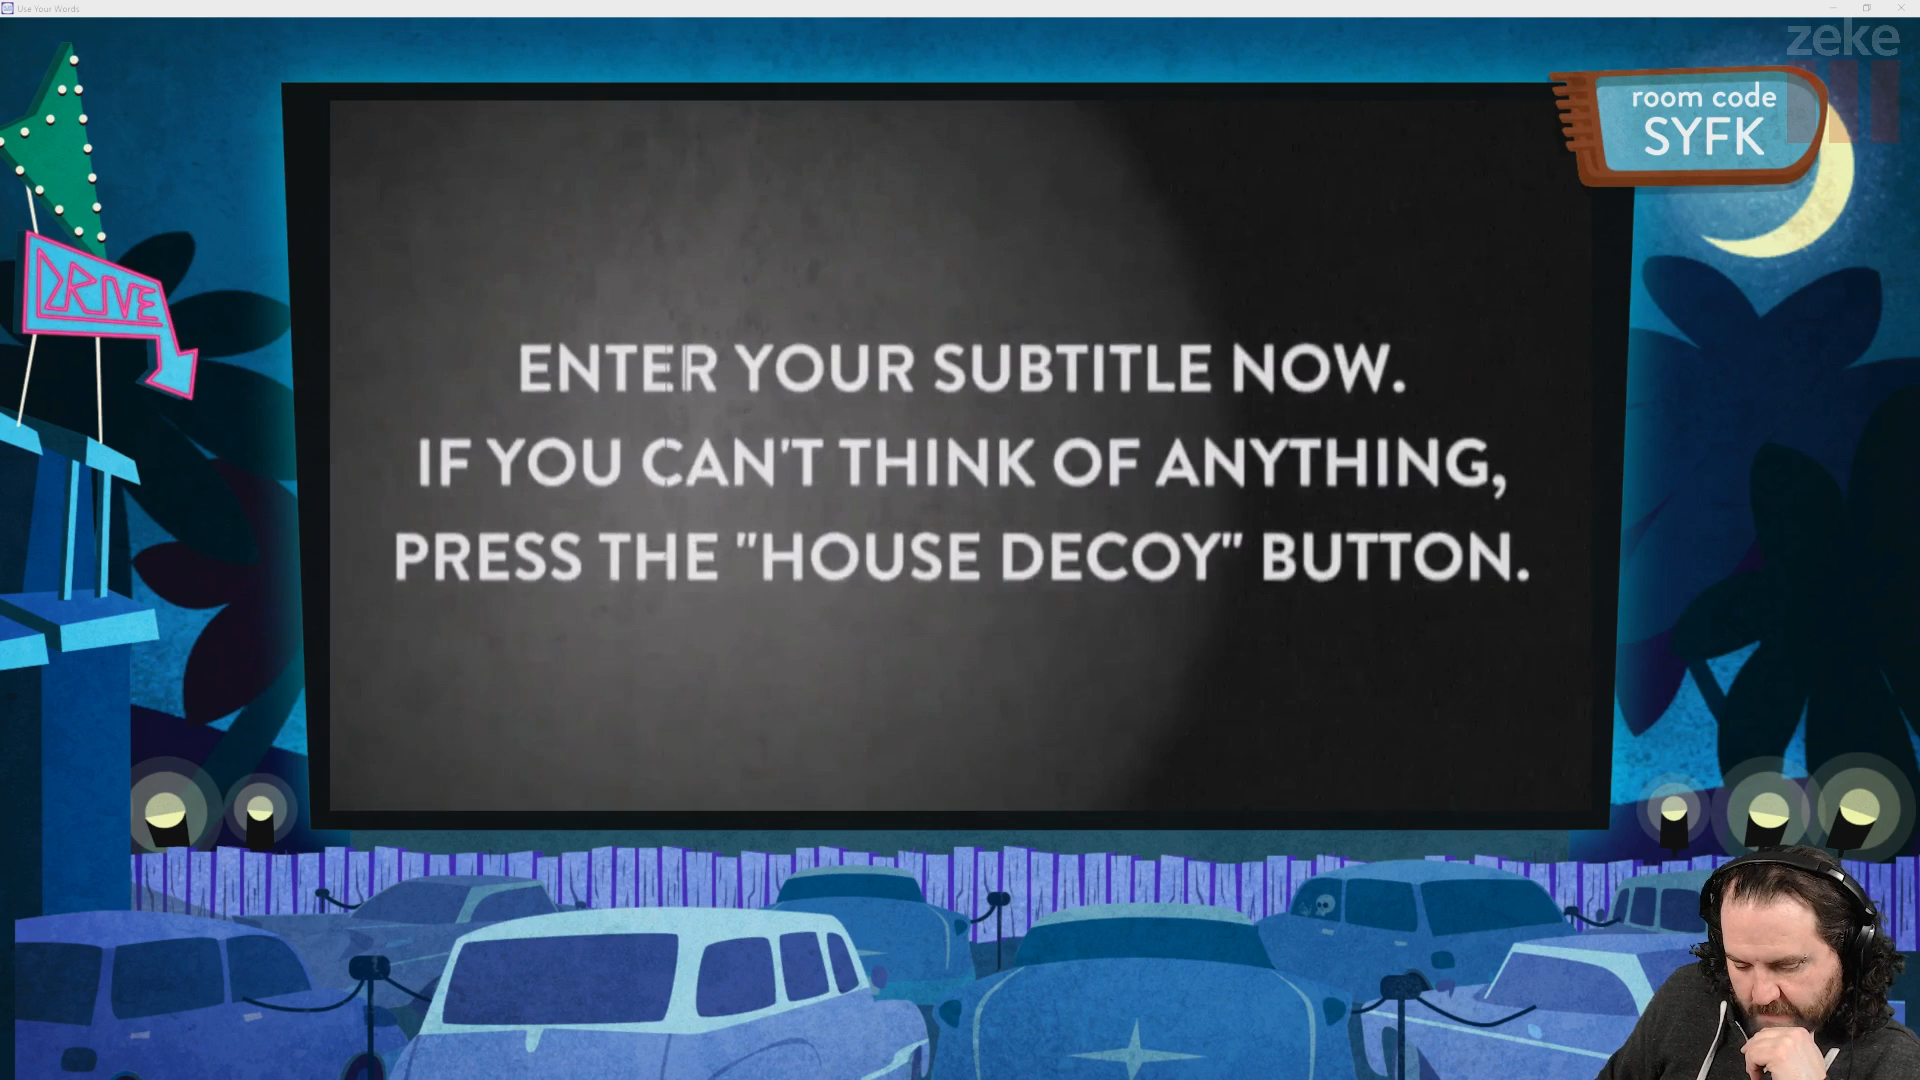 Use Your Words
zeke
room code
SYFK
DRIVE
ENTER YOUR SUBTITLE NOW.
IF YOU CAN'T THINK OF ANYTHING,
PRESS THE "HOUSE DECOY" BUTTON.